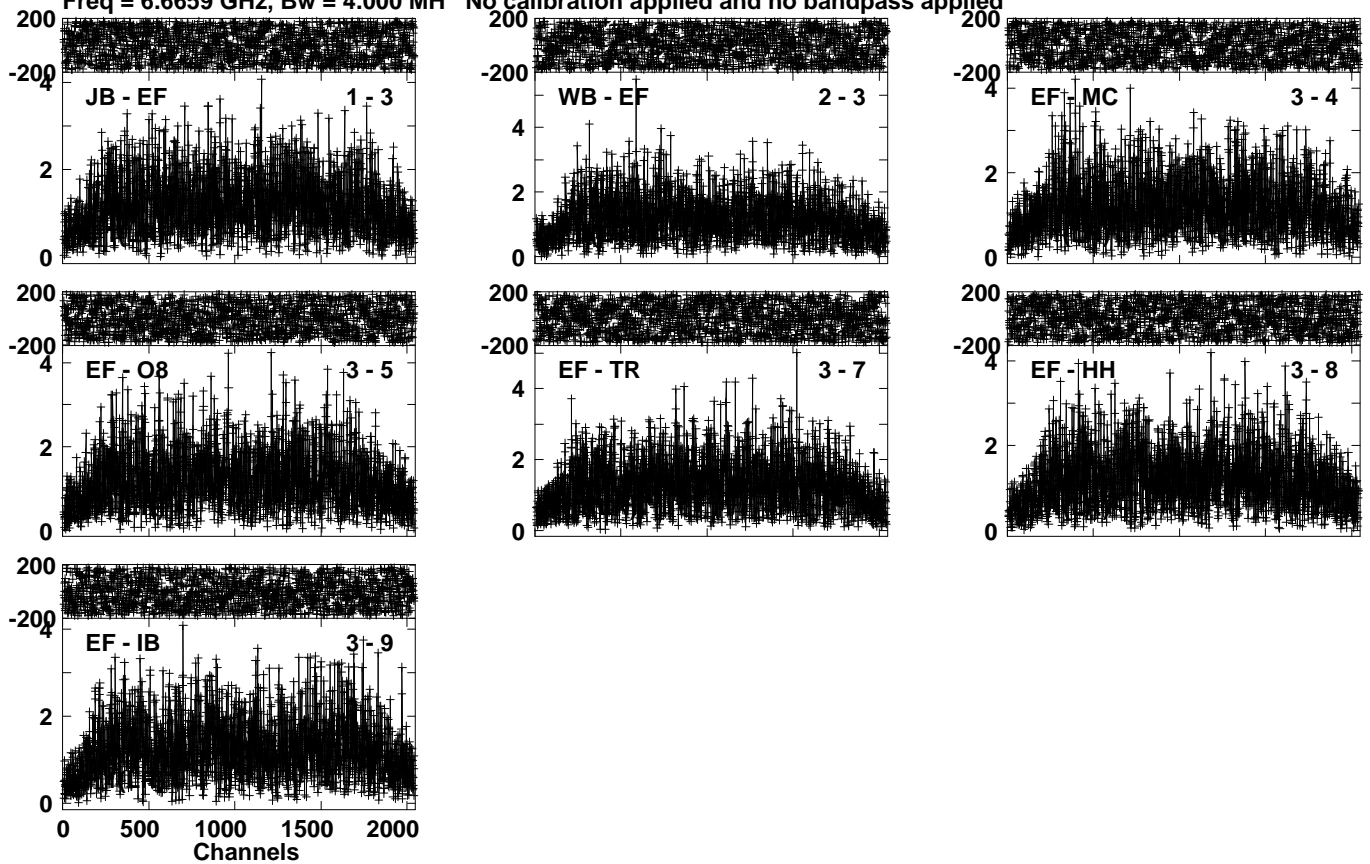 Freq = 6.6659 GHz, Bw = 4.000 MH No calibration applied and no bandpass applied
200 200 200
-200 -200 -200
4 JB - EF 1 - 3 WB - EF 2 - 3 4 EF - MC 3 - 4
4
2 2 2
0 0 0
200 200 200
-200 -200 -200
4 EF - O8 3 - 5 EF - TR 3 - 7 4 EF - HH 3 - 8
4
2 2 2
0 0 0
200
-200
4 EF - IB 3 - 9
2
0
0 500 1000 1500 2000
Channels